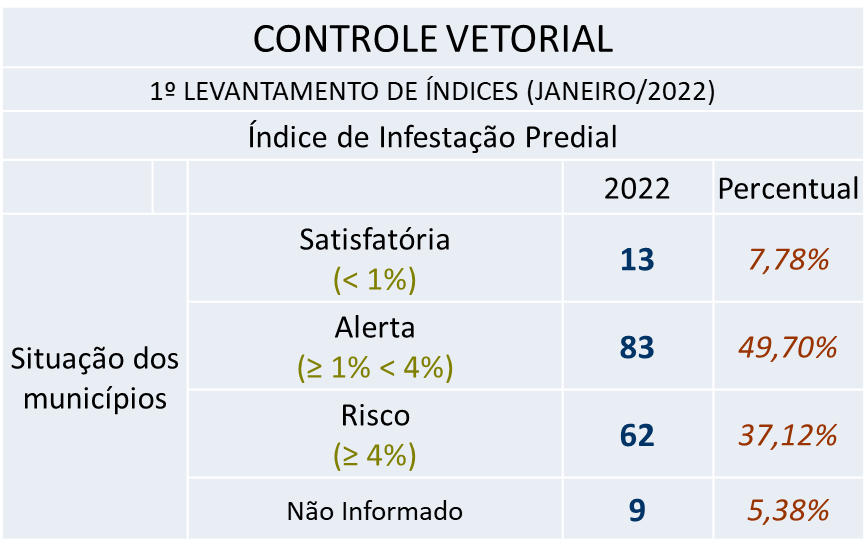 CONTROLE VETORIAL
1º LEVANTAMENTO DE ÍNDICES (JANEIRO/2022)
Índice de Infestação Predial
2022 Percentual
Situação dos
municípios
Satisfatória
(< 1%)
13 7,78%
Alerta
(≥ 1% < 4%)
83 49,70%
Risco
(≥ 4%)
62 37,12%
Não Informado 9 5,38%